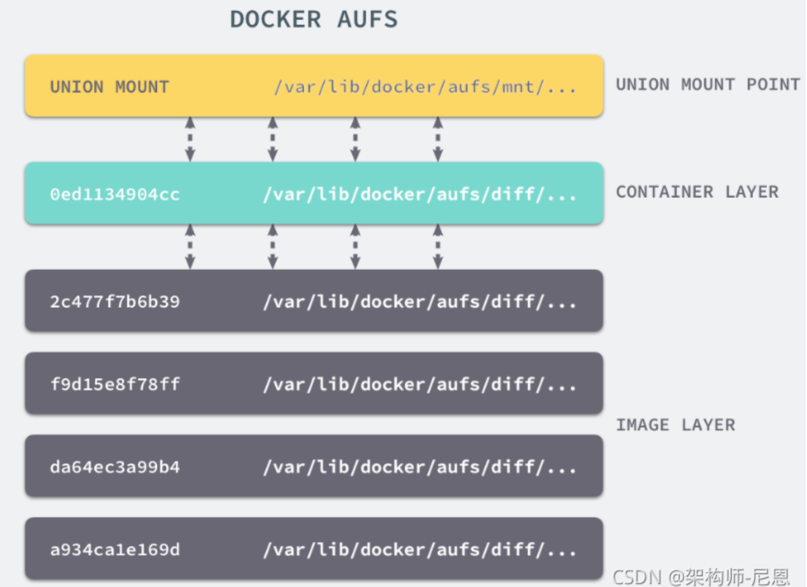 DOCKER AUFS
UNION MOUNT /var/lib/docker/aufs/mnt/... UNION MOUNT POINT
0ed1134904cc /var/lib/docker/aufs/diff/... CONTAINER LAYER
2c477f7b6b39 /var/lib/docker/aufs/diff/...
f9d15e8f78ff /var/lib/docker/aufs/diff/...
IMAGE LAYER
da64ec3a99b4 /var/lib/docker/aufs/diff/...
a934ca1e169d /var/lib/docker/aufs/diff/...
CSDN @架构师-尼恩